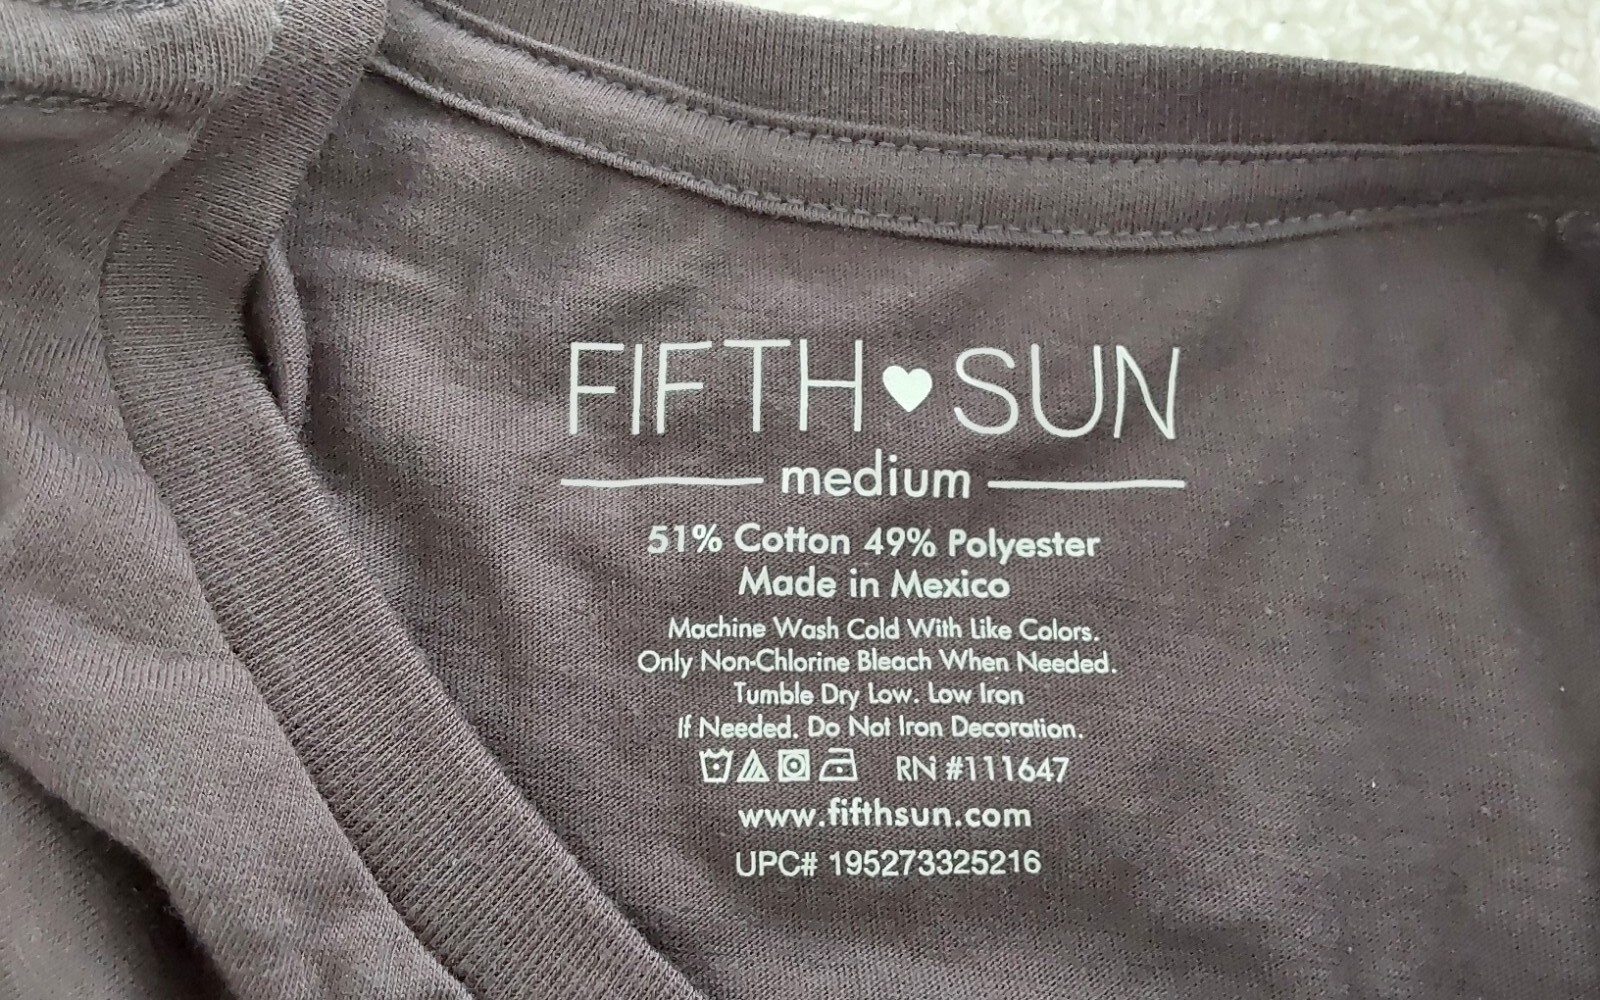 FIFTH SUN
medium
51% Cotton 49% Polyester
Made in Mexico
Machine Wash Cold With Like Colors.
Only Non-Chlorine Bleach When Needed.
Tumble Dry Low. Low Iron
If Needed. Do Not Iron Decoration.
RN #111647
www.fifthsun.com
UPC# 195273325216